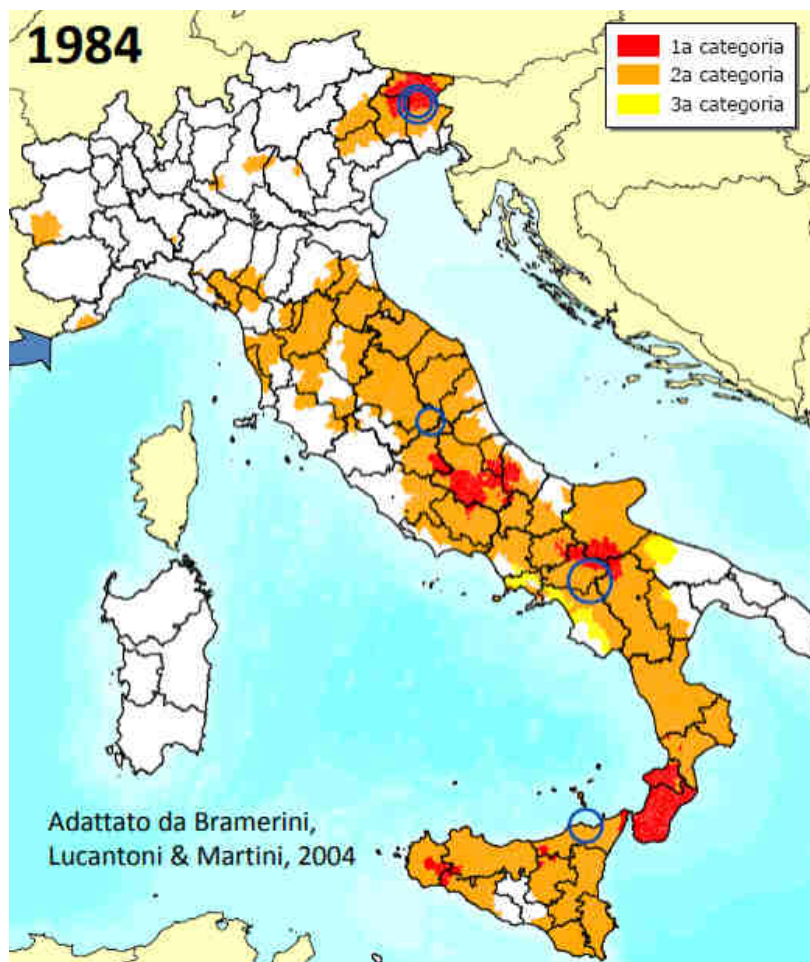 1984
1a categoria
2a categoria
3a categoria
Adattato da Bramerini,
Lucantoni & Martini, 2004